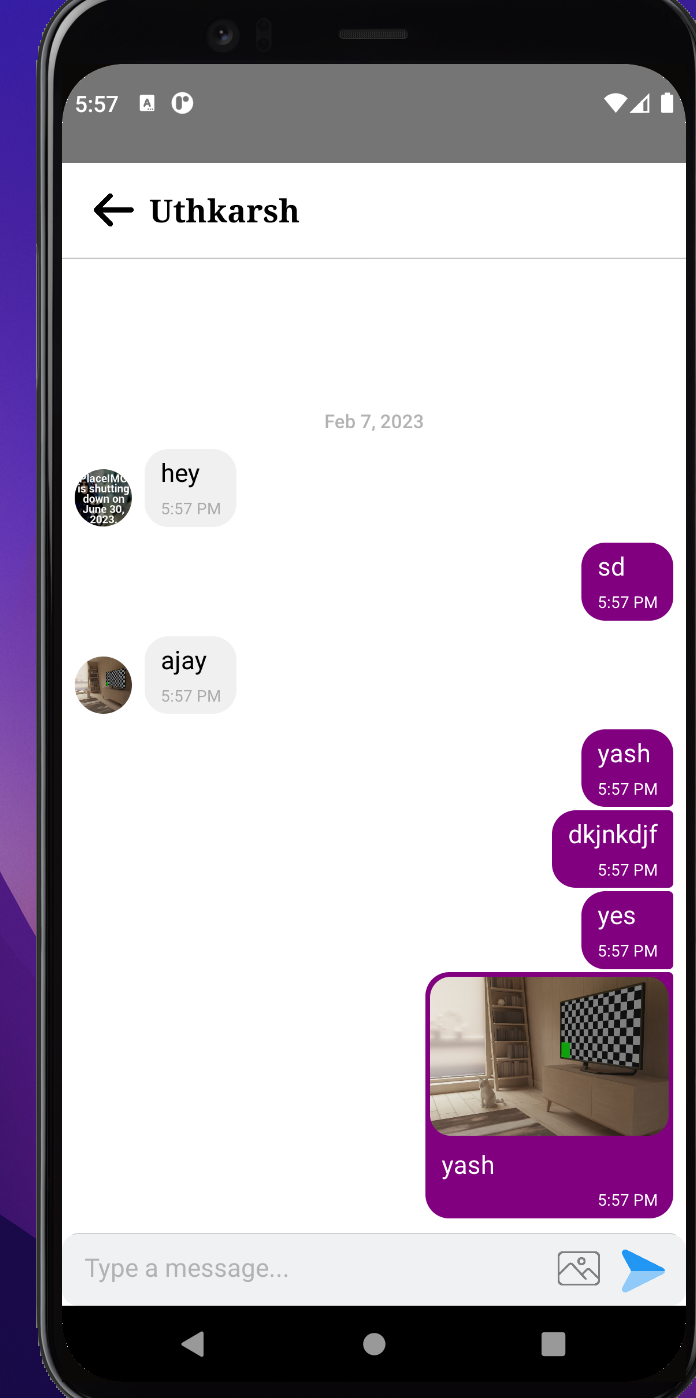 5:57
A
Uthkarsh
Feb 7, 2023
hey
5:57 PM
PlaceIMG
is shutting
down on
June 30,
2023.
sd
5:57 PM
ajay
5:57 PM
yash
5:57 PM
dkjnkdjf
5:57 PM
yes
5:57 PM
yash
5:57 PM
Type a message...